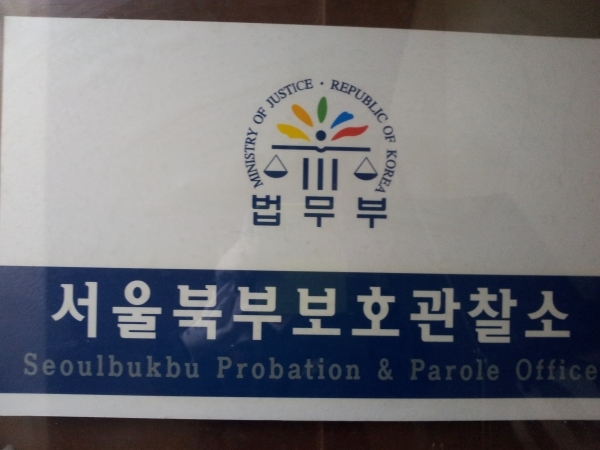 MINISTRY OF JUSTICE · REPUBLIC OF KOREA
법무부
서울북부보호관찰소
Seoulbukbu Probation & Parole Office